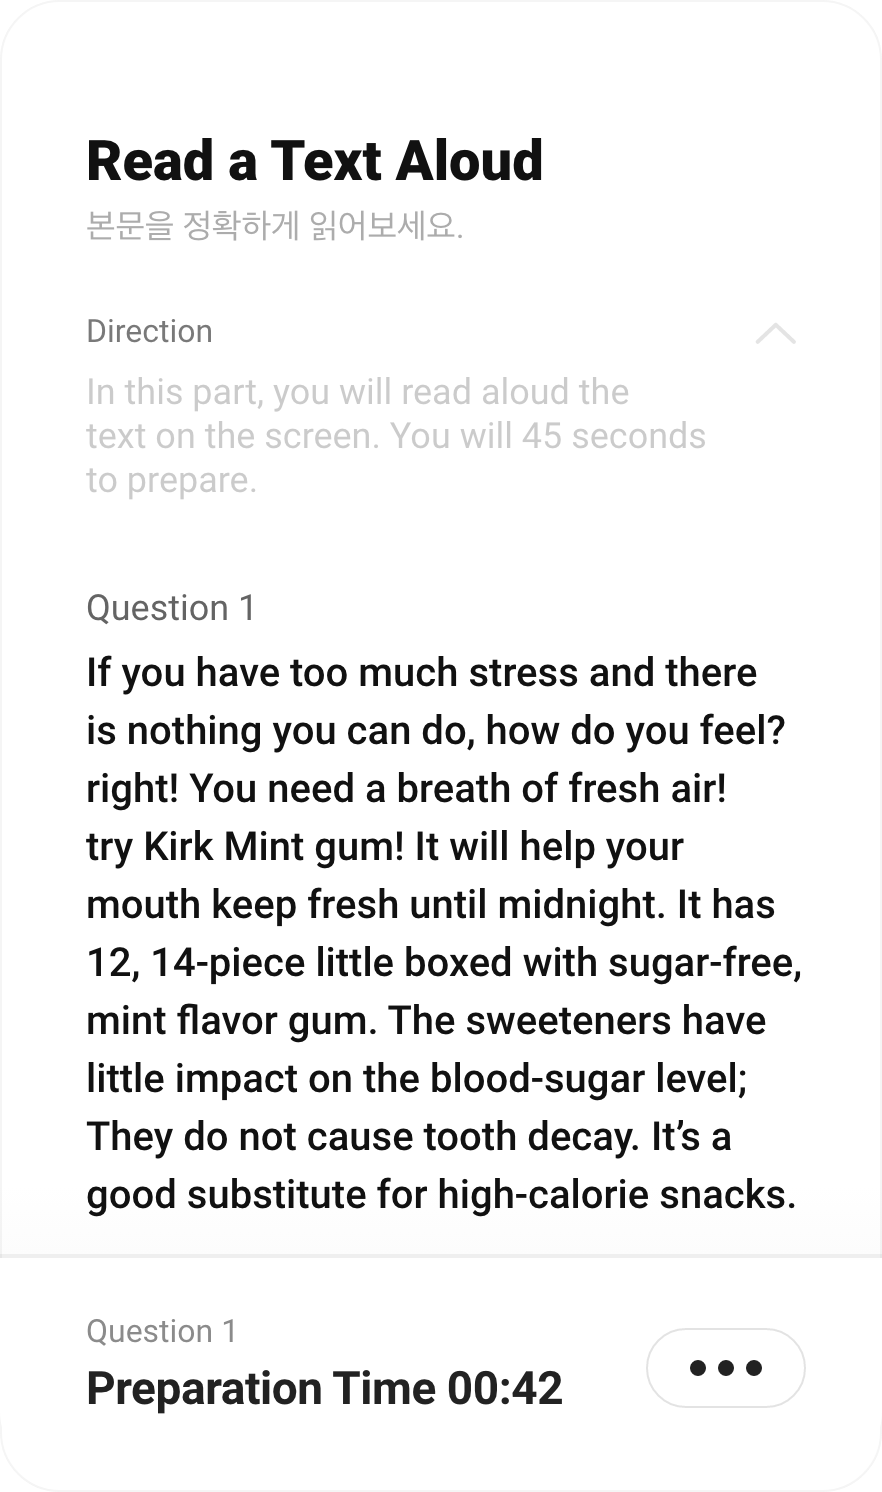 Read a Text Aloud
본문을 정확하게 읽어보세요.
Direction
In this part, you will read aloud the
text on the screen. You will 45 seconds
to prepare.
Question 1
If you have too much stress and there
is nothing you can do, how do you feel?
right! You need a breath of fresh air!
try Kirk Mint gum! It will help your
mouth keep fresh until midnight. It has
12, 14-piece little boxed with sugar-free,
mint flavor gum. The sweeteners have
little impact on the blood-sugar level;
They do not cause tooth decay. It’s a
good substitute for high-calorie snacks.
Question 1
Preparation Time 00:42